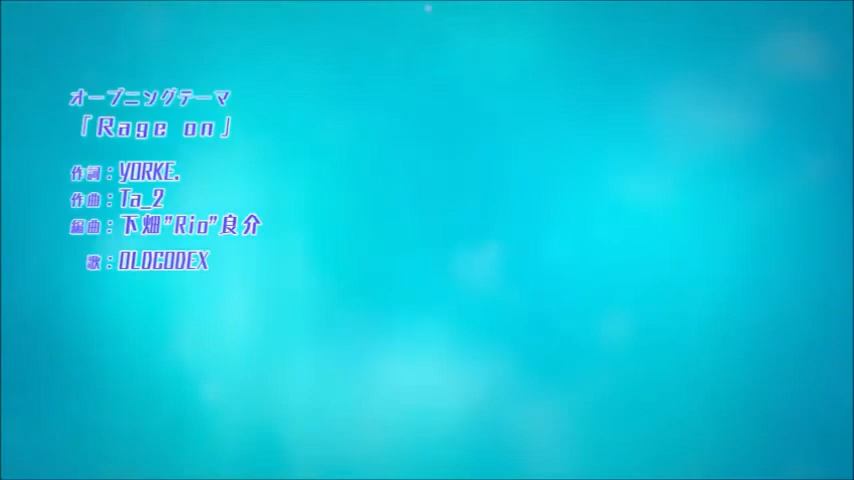 オープニングテーマ
「Rage on」
作詞：YORKE.
作曲：Ta_2
編曲：下畑"Rio"良介
歌：OLDCODEX